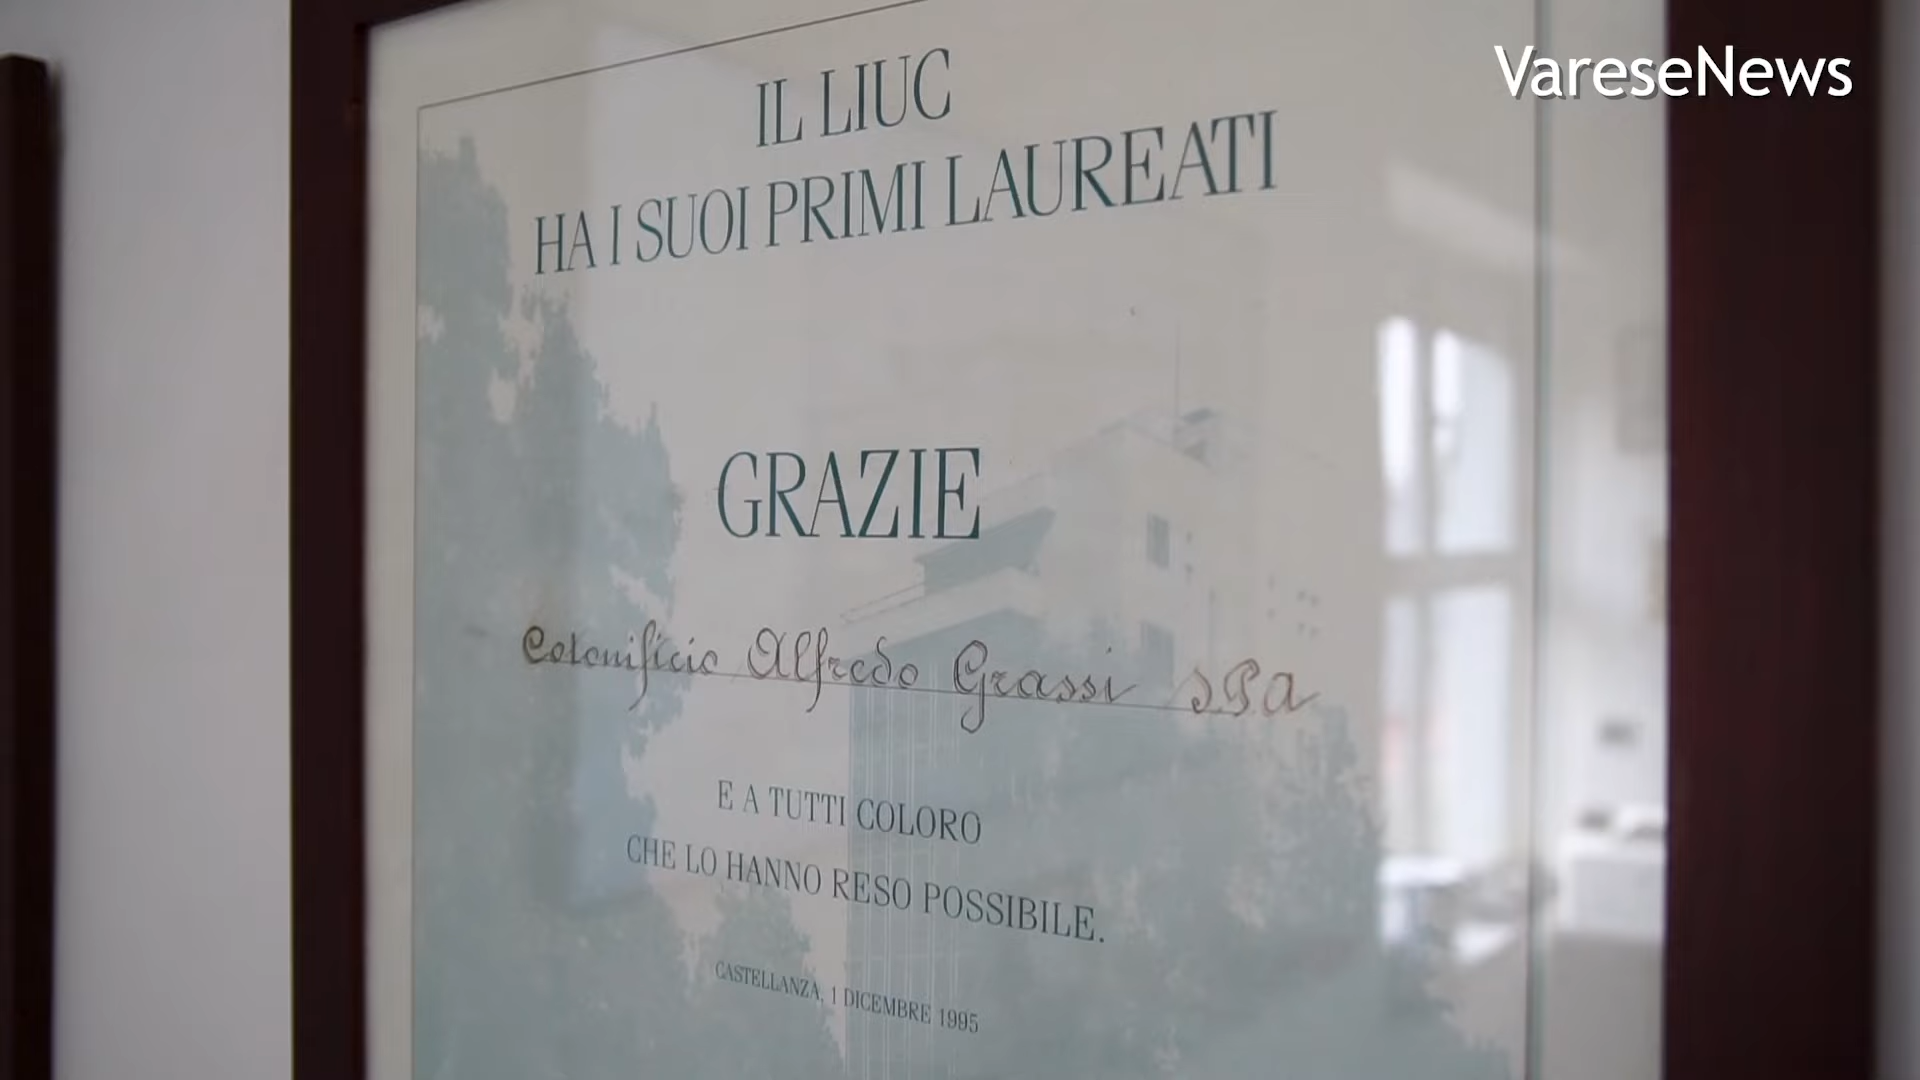 VareseNews
IL LIUC
HA I SUOI PRIMI LAUREATI
GRAZIE
Cotonificio Alfredo Grassi SPA
E A TUTTI COLORO
CHE LO HANNO RESO POSSIBILE.
CASTELLANZA, 1 DICEMBRE 1995